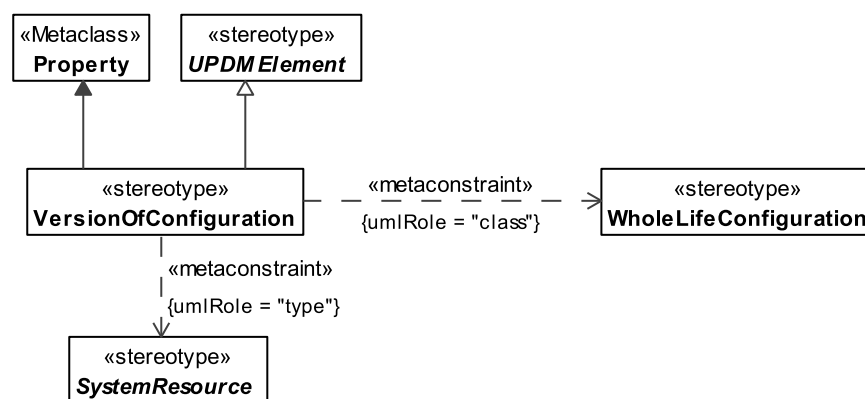 «Metaclass»
Property
«stereotype»
UPDMElement
«stereotype»
VersionOfConfiguration
«metaconstraint»
{umlRole = "class"}
«stereotype»
WholeLifeConfiguration
«metaconstraint»
{umlRole = "type"}
«stereotype»
SystemResource